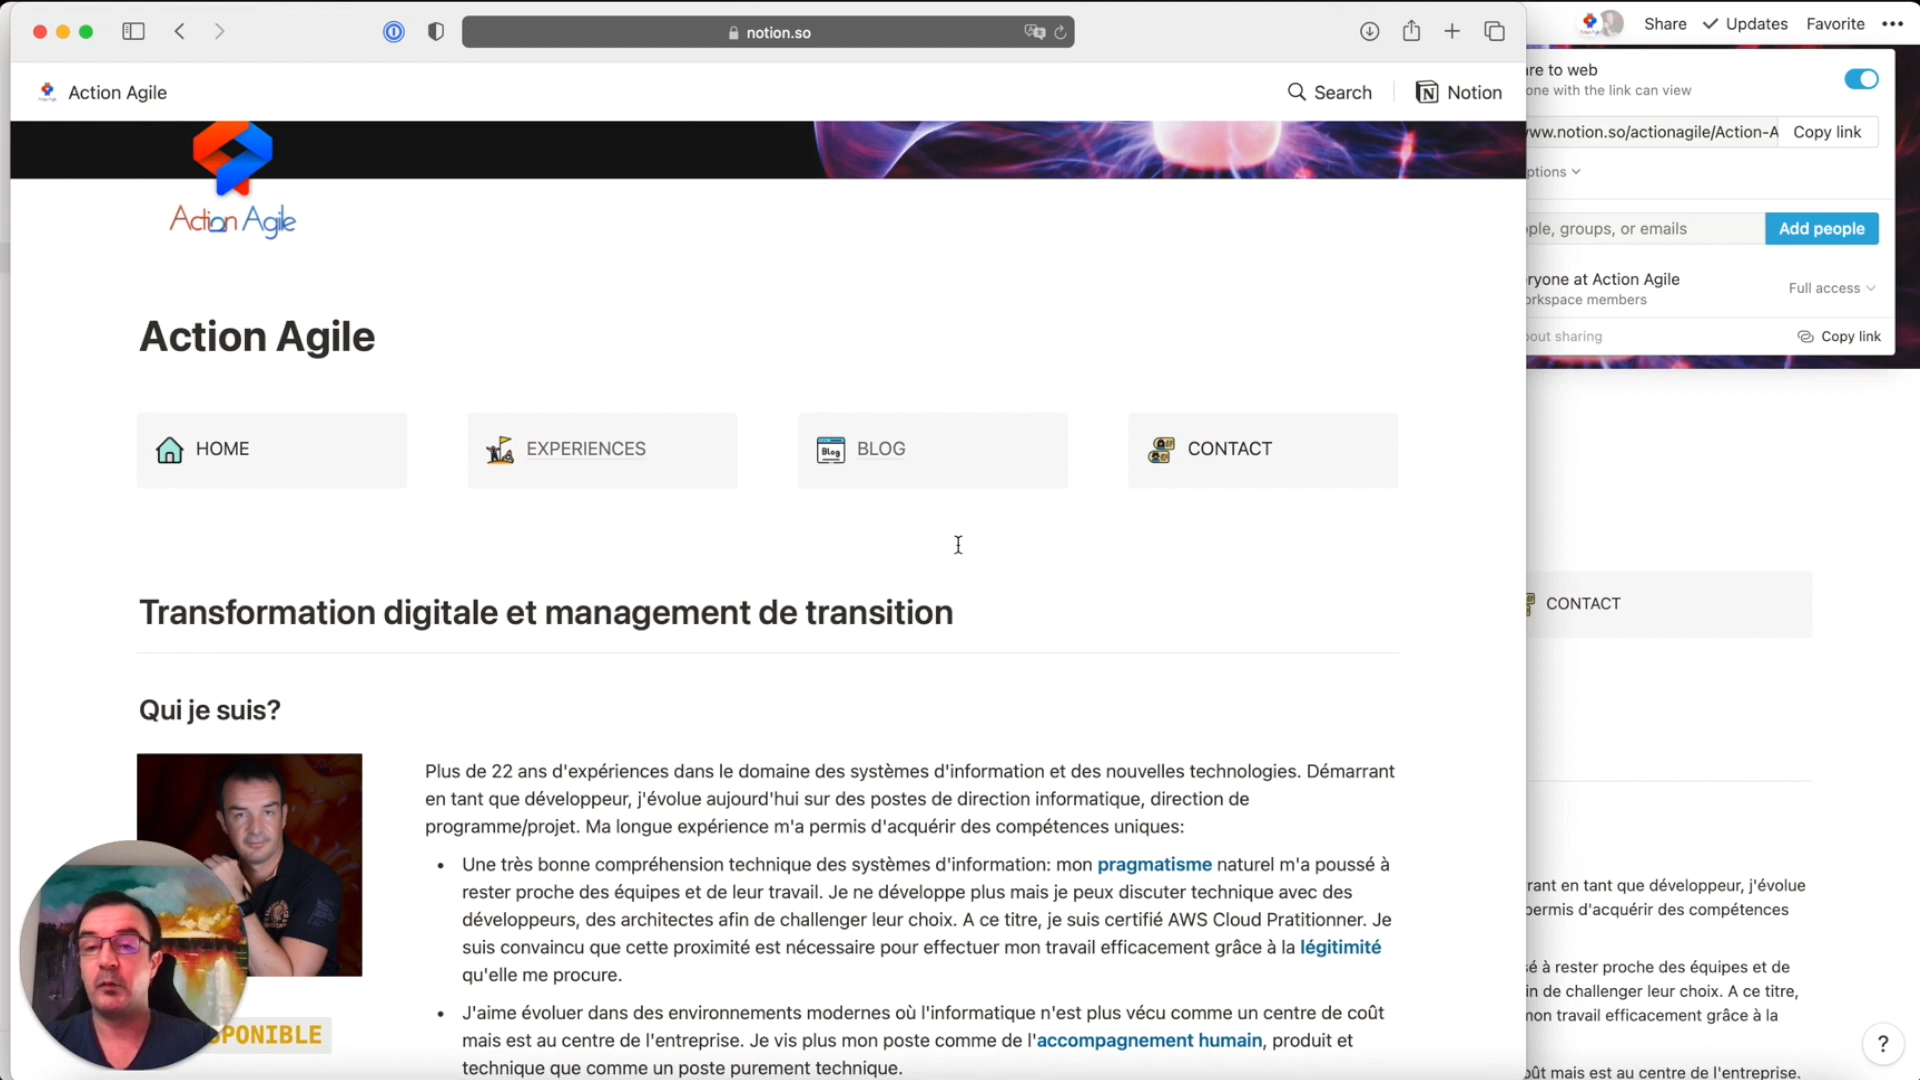 notion.so
Share
Updates
Favorite
Action Agile
Search
Notion
Action Agile
Action Agile
HOME
EXPERIENCES
Blog
BLOG
CONTACT
Transformation digitale et management de transition
Qui je suis?
Plus de 22 ans d'expériences dans le domaine des systèmes d'information et des nouvelles technologies. Démarrant
en tant que développeur, j'évolue aujourd'hui sur des postes de direction informatique, direction de
programme/projet. Ma longue expérience m'a permis d'acquérir des compétences uniques:
• Une très bonne compréhension technique des systèmes d'information: mon pragmatisme naturel m'a poussé à
rester proche des équipes et de leur travail. Je ne développe plus mais je peux discuter technique avec des
développeurs, des architectes afin de challenger leur choix. A ce titre, je suis certifié AWS Cloud Pratitionner. Je
suis convaincu que cette proximité est nécessaire pour effectuer mon travail efficacement grâce à la légitimité
qu'elle me procure.
• J'aime évoluer dans des environnements modernes où l'informatique n'est plus vécu comme un centre de coût
mais est au centre de l'entreprise. Je vis plus mon poste comme de l'accompagnement humain, produit et
technique que comme un poste purement technique.
PONIBLE
re to web
one with the link can view
www.notion.so/actionagile/Action-A
Copy link
ptions
ple, groups, or emails
Add people
ryone at Action Agile
orkspace members
Full access
out sharing
Copy link
CONTACT
rant en tant que développeur, j'évolue
permis d'acquérir des compétences
sé à rester proche des équipes et de
in de challenger leur choix. A ce titre,
mon travail efficacement grâce à la
oût mais est au centre de l'entreprise.
?